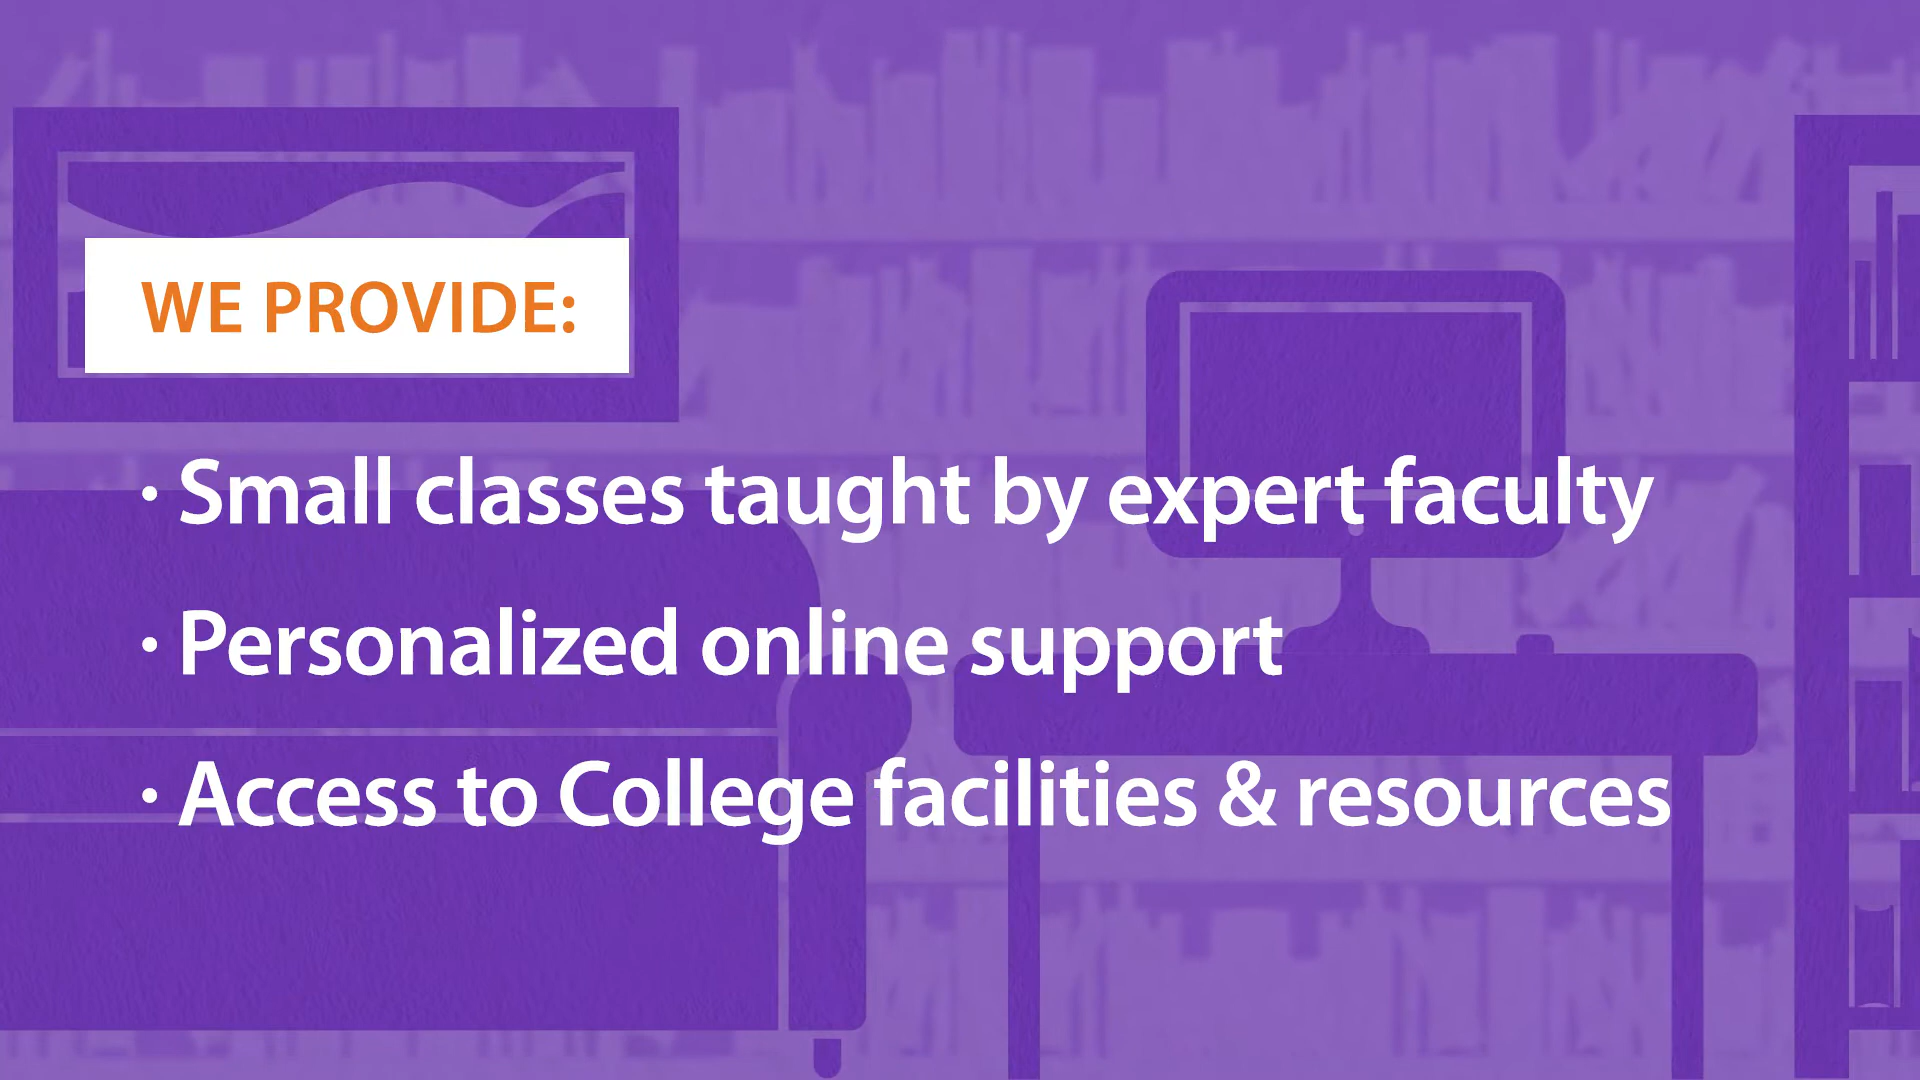 WE PROVIDE:
· Small classes taught by expert faculty
· Personalized online support
· Access to College facilities & resources